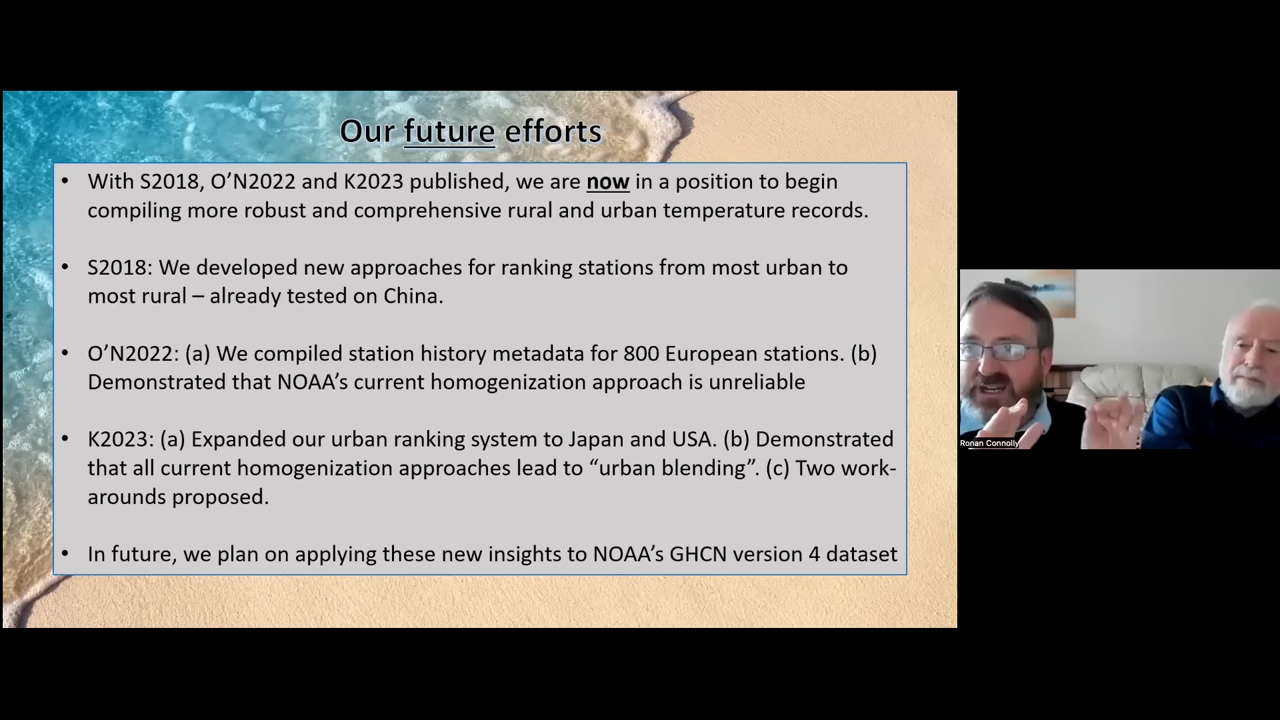 Our future efforts
• With S2018, O’N2022 and K2023 published, we are now in a position to begin
compiling more robust and comprehensive rural and urban temperature records.
• S2018: We developed new approaches for ranking stations from most urban to
most rural – already tested on China.
• O’N2022: (a) We compiled station history metadata for 800 European stations. (b)
Demonstrated that NOAA’s current homogenization approach is unreliable
• K2023: (a) Expanded our urban ranking system to Japan and USA. (b) Demonstrated
that all current homogenization approaches lead to “urban blending”. (c) Two work-
arounds proposed.
• In future, we plan on applying these new insights to NOAA’s GHCN version 4 dataset
Ronan Connolly